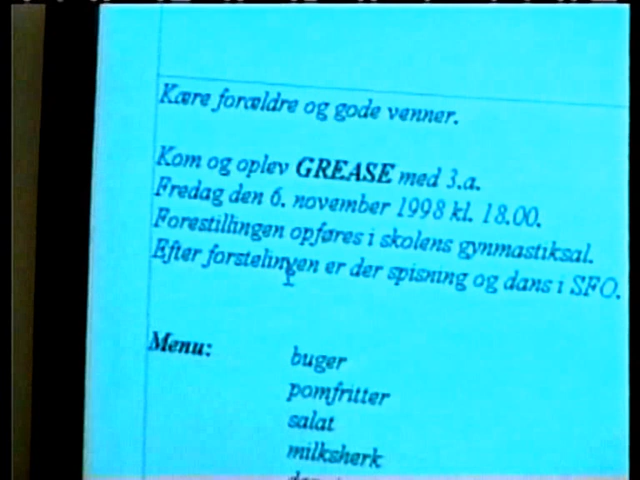 Kære forældre og gode venner.
Kom og oplev GREASE med 3.a.
Fredag den 6. november 1998 kl. 18.00.
Forestillingen opføres i skolens gymnastiksal.
Efter forstelingen er der spisning og dans i SFO.
Menu:
buger
pomfritter
salat
milksherk